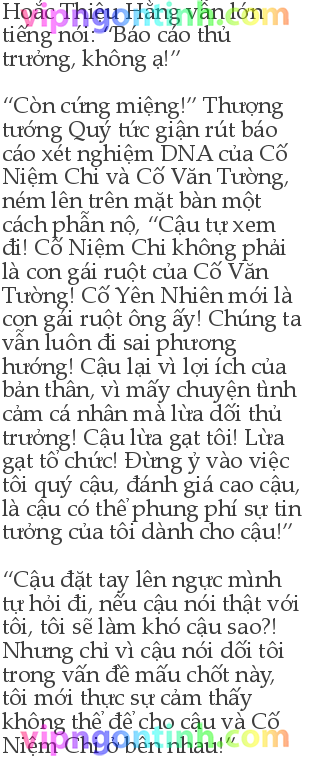 Hoắc Thiệu Hằng vẫn lớn
vipngontinh.com
tiếng nói: "Báo cáo thủ
trưởng, không ạ!"
"Còn cứng miệng!" Thượng
tướng Quý tức giận rút báo
cáo xét nghiệm DNA của Cố
Niệm Chi và Cố Văn Tường,
ném lên trên mặt bàn một
cách phẫn nộ, "Cậu tự xem
đi! Cố Niệm Chi không phải
là con gái ruột của Cố Văn
Tường! Cố Yên Nhiên mới là
con gái ruột ông ấy! Chúng ta
vẫn luôn đi sai phương
hướng! Cậu lại vì lợi ích của
bản thân, vì mấy chuyện tình
cảm cá nhân mà lừa dối thủ
trưởng! Cậu lừa gạt tôi! Lừa
gạt tổ chức! Đừng ỷ vào việc
tôi quý cậu, đánh giá cao cậu,
là cậu có thể phung phí sự tin
tưởng của tôi dành cho cậu!"
"Cậu đặt tay lên ngực mình
tự hỏi đi, nếu cậu nói thật với
tôi, tôi sẽ làm khó cậu sao?!
Nhưng chỉ vì cậu nói dối tôi
trong vấn đề mấu chốt này,
tôi mới thực sự cảm thấy
không thể để cho cậu và Cố
Niệm Chi ở bên nhau!"
vipngontinh.com